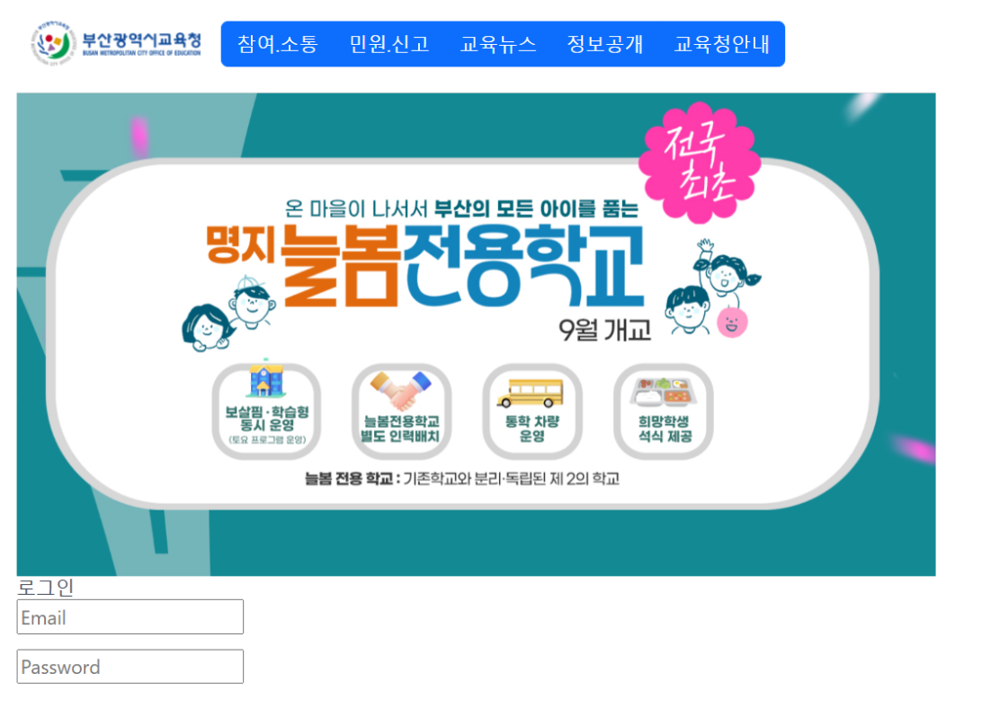 부산광역시교육청
BUSAN METROPOLITAN CITY OFFICE OF EDUCATION
참여.소통 민원.신고 교육뉴스 정보공개 교육청안내
전국
최초
온 마을이 나서서 부산의 모든 아이를 품는
명지늘봄전용학교
9월 개교
보살핌·학습형
동시 운영
(토요 프로그램 운영)
늘봄전용학교
별도 인력배치
통학 차량
운영
희망학생
석식 제공
늘봄 전용 학교 : 기존학교와 분리·독립된 제 2의 학교
로그인
Email
Password